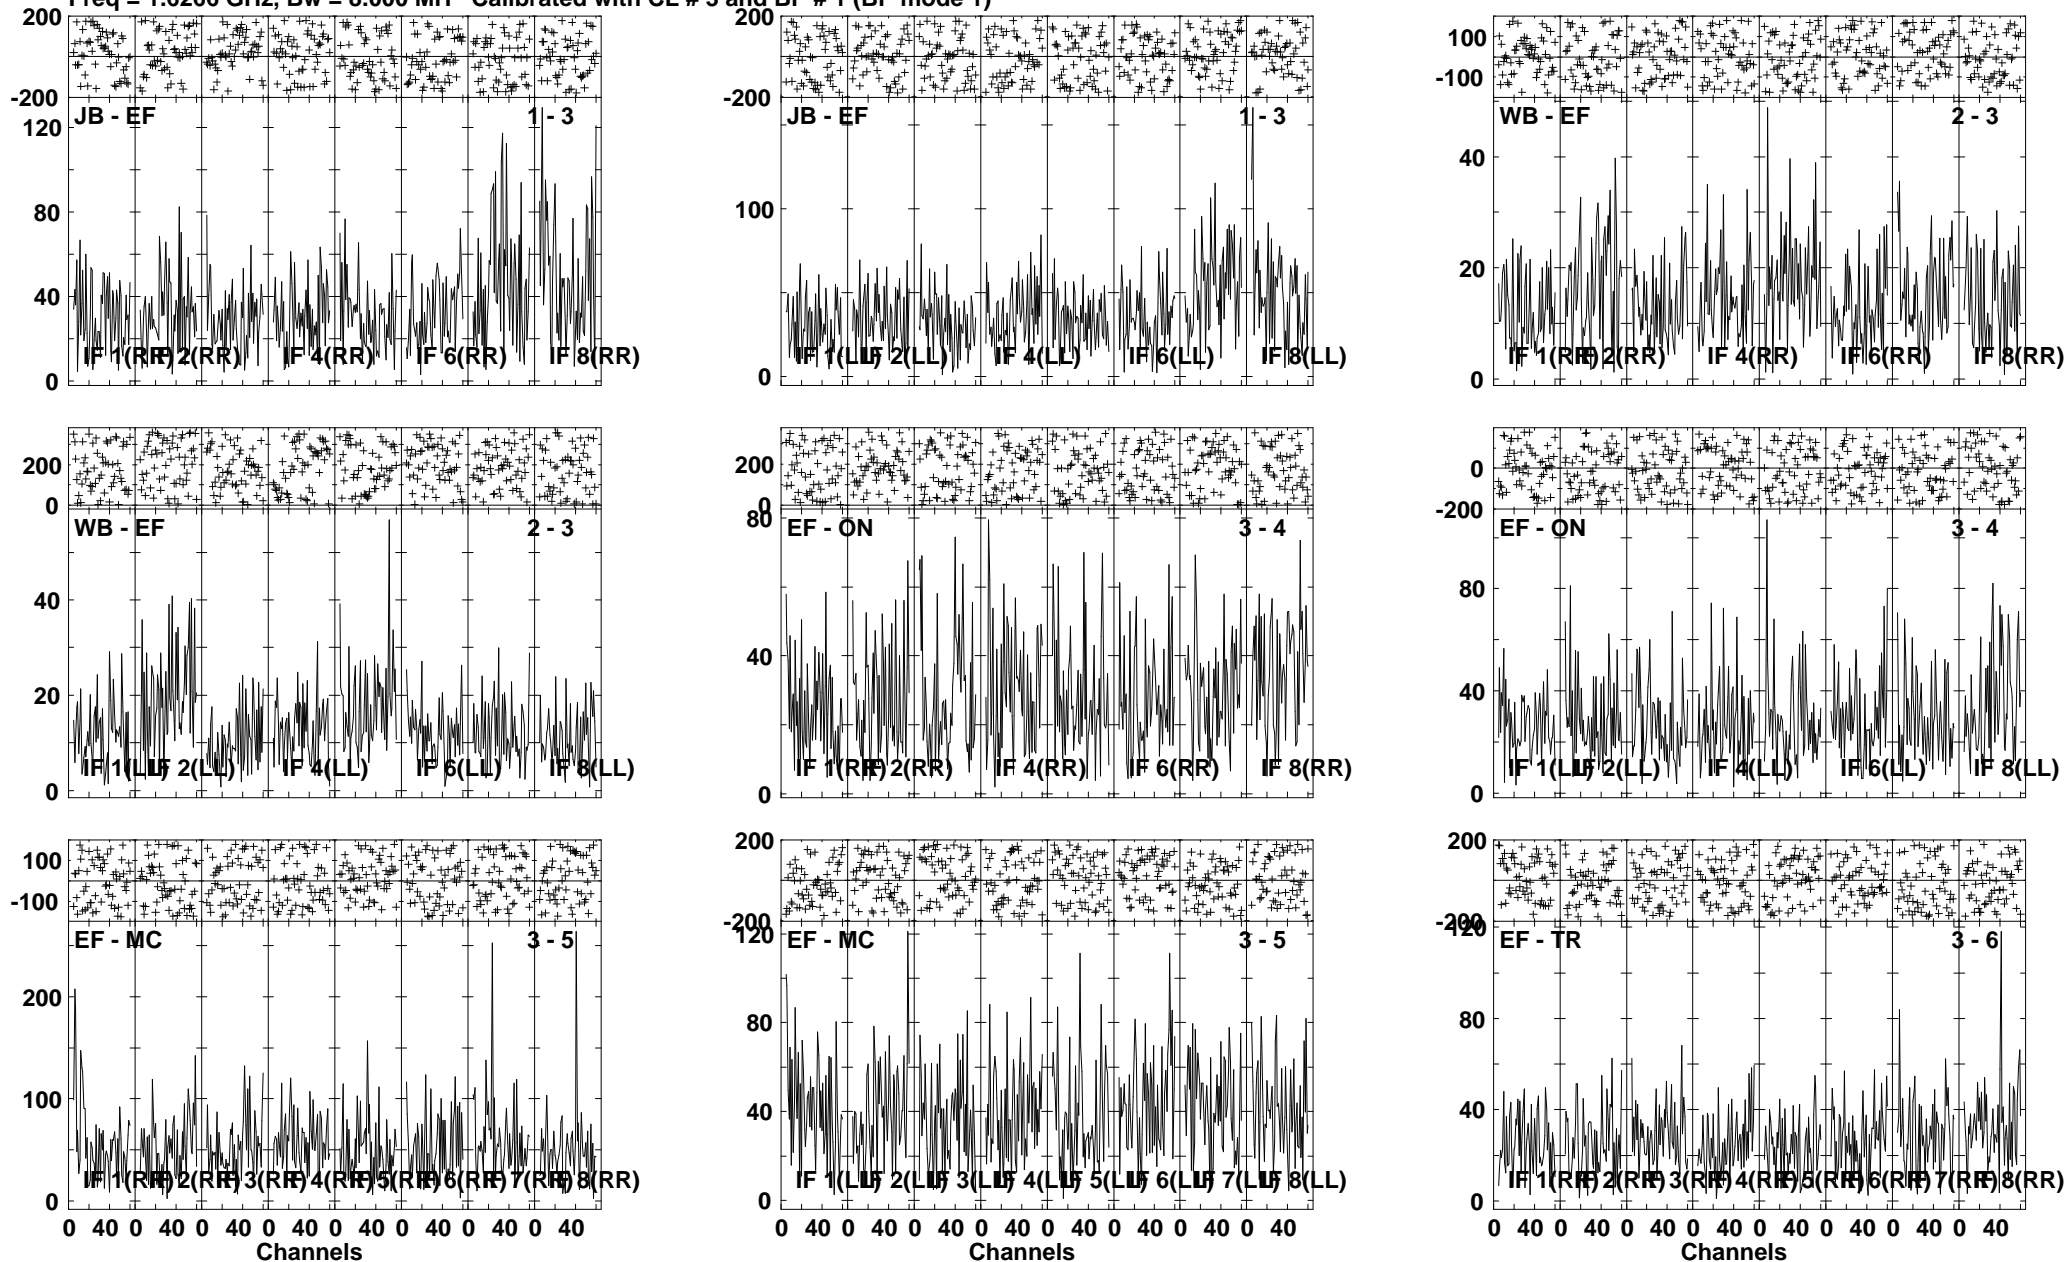 Freq = 1.6266 GHz, Bw = 8.000 MH Calibrated with CL # 3 and BP # 1 (BP mode 1)
200
-200
JB - EF 1 - 3
120
80
40
0
IF 1(RR) IF 2(RR) IF 4(RR) IF 6(RR) IF 8(RR)
200
-200
JB - EF 1 - 3
100
0
IF 1(LL) IF 2(LL) IF 4(LL) IF 6(LL) IF 8(LL)
100
-100
WB - EF 2 - 3
40
20
0
IF 1(RR) IF 2(RR) IF 4(RR) IF 6(RR) IF 8(RR)
200
0
WB - EF 2 - 3
40
20
0
IF 1(LL) IF 2(LL) IF 4(LL) IF 6(LL) IF 8(LL)
200
0
80
EF - ON 3 - 4
40
0
IF 1(RR) IF 2(RR) IF 4(RR) IF 6(RR) IF 8(RR)
200
0
-200
EF - ON 3 - 4
80
40
0
IF 1(LL) IF 2(LL) IF 4(LL) IF 6(LL) IF 8(LL)
100
-100
EF - MC 3 - 5
200
100
0
IF 1(RR) IF 2(RR) IF 3(RR) IF 4(RR) IF 5(RR) IF 6(RR) IF 7(RR) IF 8(RR)
0 40 0 40 0 40 0 40 0 40 0 40 0 40 0 40
Channels
200
-200
120
EF - MC 3 - 5
80
40
0
IF 1(LL) IF 2(LL) IF 3(LL) IF 4(LL) IF 5(LL) IF 6(LL) IF 7(LL) IF 8(LL)
0 40 0 40 0 40 0 40 0 40 0 40 0 40 0 40
Channels
200
-200
120
EF - TR 3 - 6
80
40
0
IF 1(RR) IF 2(RR) IF 3(RR) IF 4(RR) IF 5(RR) IF 6(RR) IF 7(RR) IF 8(RR)
0 40 0 40 0 40 0 40 0 40 0 40 0 40 0 40
Channels